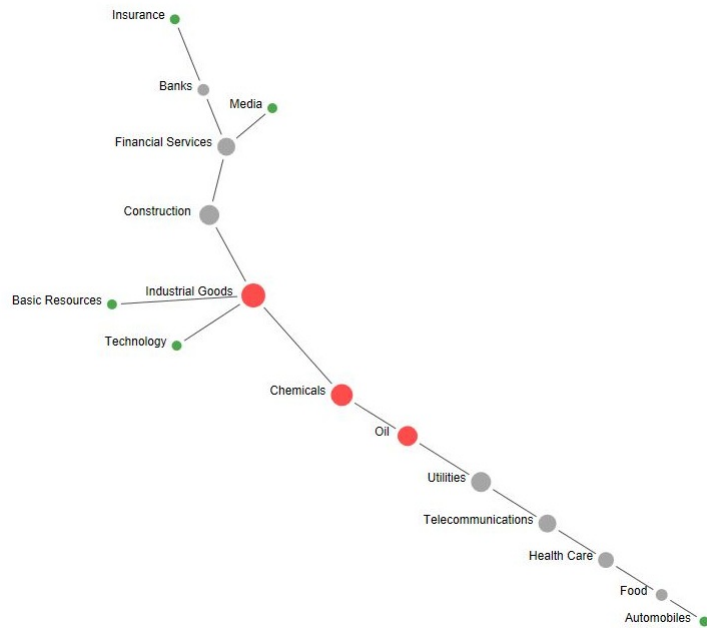 Insurance
Banks
Media
Financial Services
Construction
Industrial Goods
Basic Resources
Technology
Chemicals
Oil
Utilities
Telecommunications
Health Care
Food
Automobiles